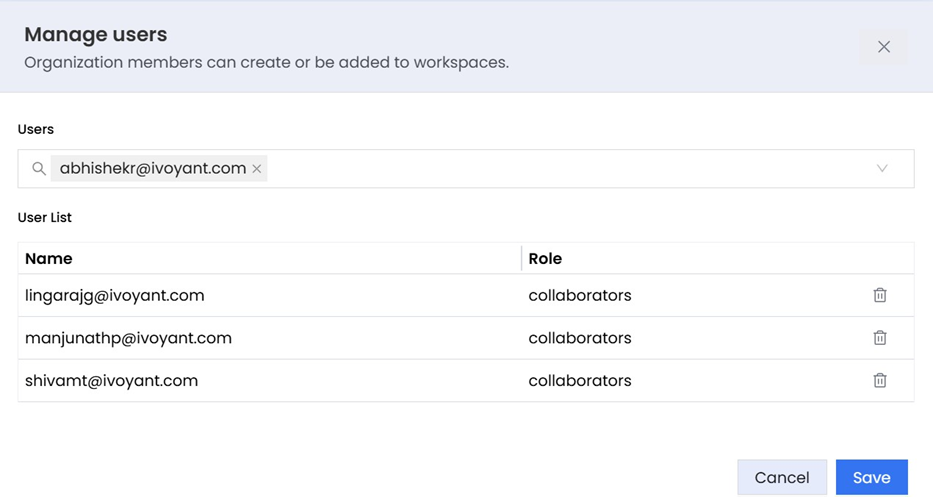 Manage users
Organization members can create or be added to workspaces.
Users
abhishekr@ivoyant.com
User List
Name Role
lingarajg@ivoyant.com collaborators
manjunathp@ivoyant.com collaborators
shivamt@ivoyant.com collaborators
Cancel Save